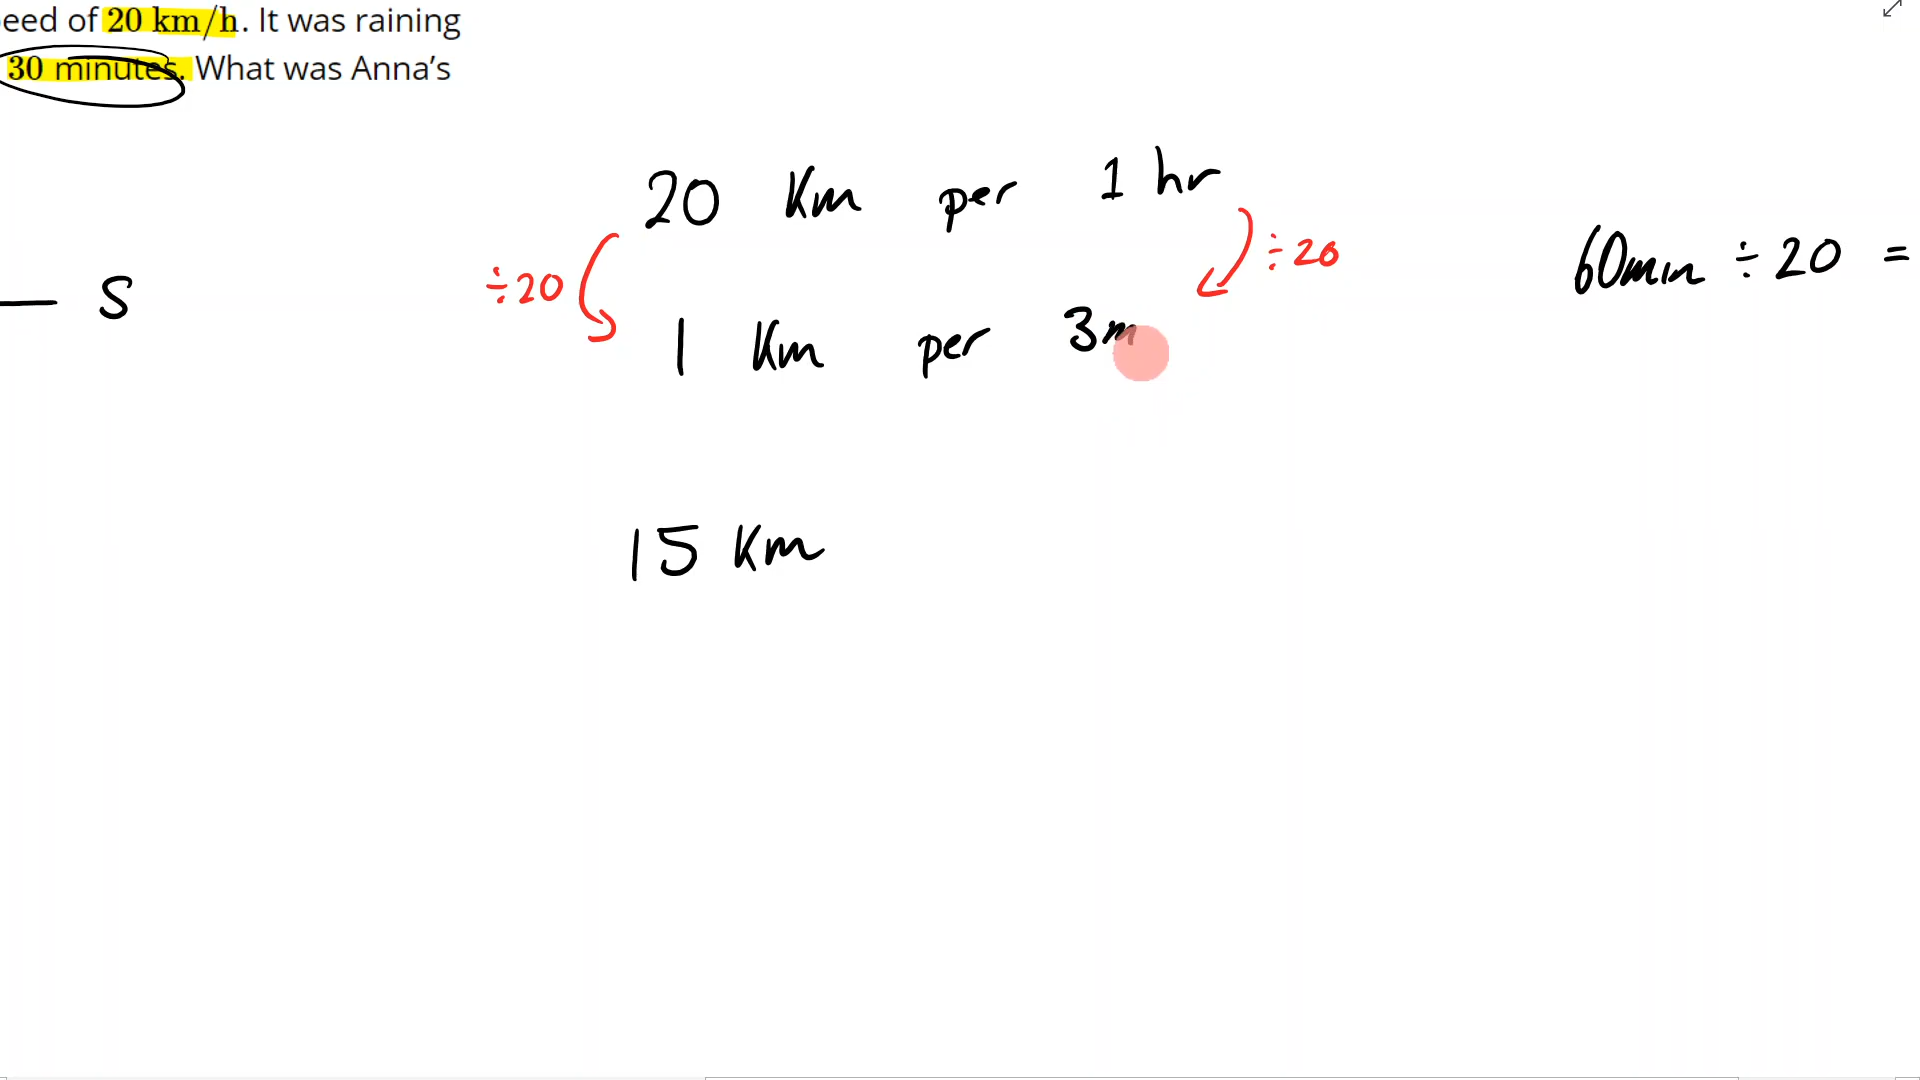 eed of 20 km/h. It was raining
30 minutes. What was Anna’s
20 Km per 1 hr
÷20
÷20
60min ÷ 20 =
S
1 Km per 3m
15 Km